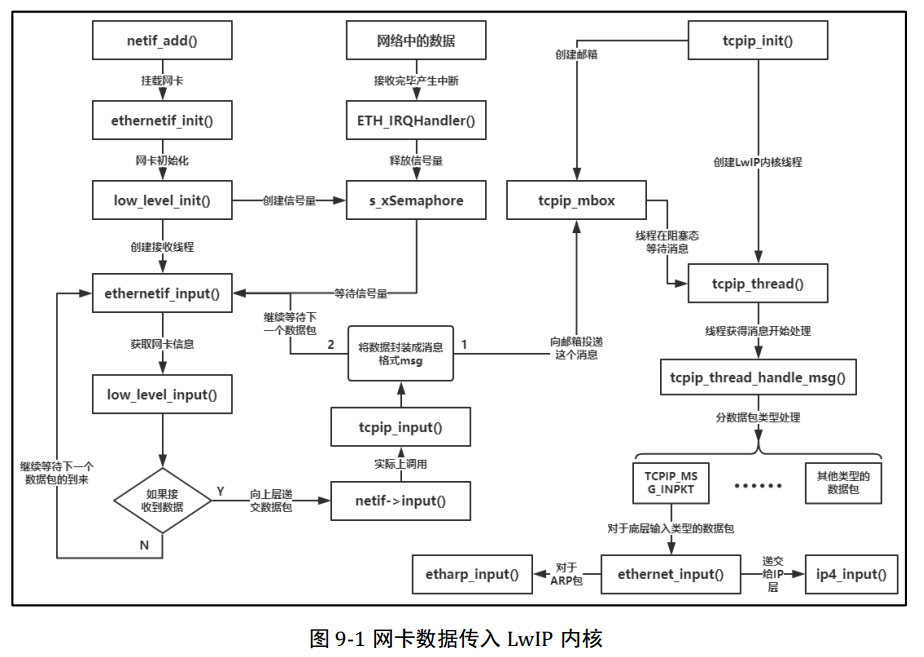 netif_add()
挂载网卡
ethernetif_init()
网卡初始化
low_level_init()
创建信号量
创建接收线程
ethernetif_input()
获取网卡信息
low_level_input()
如果接
收到数据
Y
N
继续等待下一个
数据包的到来
向上层递
交数据包
网络中的数据
接收完毕产生中断
ETH_IRQHandler()
释放信号量
s_xSemaphore
等待信号量
继续等待下
一个数据包
2
将数据封装成消息
格式msg
1
tcpip_input()
实际上调用
netif->input()
向邮箱投递
这个消息
tcpip_init()
创建邮箱
创建LwIP内核线程
tcpip_mbox
线程在阻塞态
等待消息
tcpip_thread()
线程获得消息开始处理
tcpip_thread_handle_msg()
分数据包类型处理
TCPIP_MS
G_INPKT
……
其他类型的
数据包
对于底层输入类型的数据包
etharp_input()
对于
ARP包
ethernet_input()
递交
给IP
层
ip4_input()
图 9-1 网卡数据传入 LwIP 内核